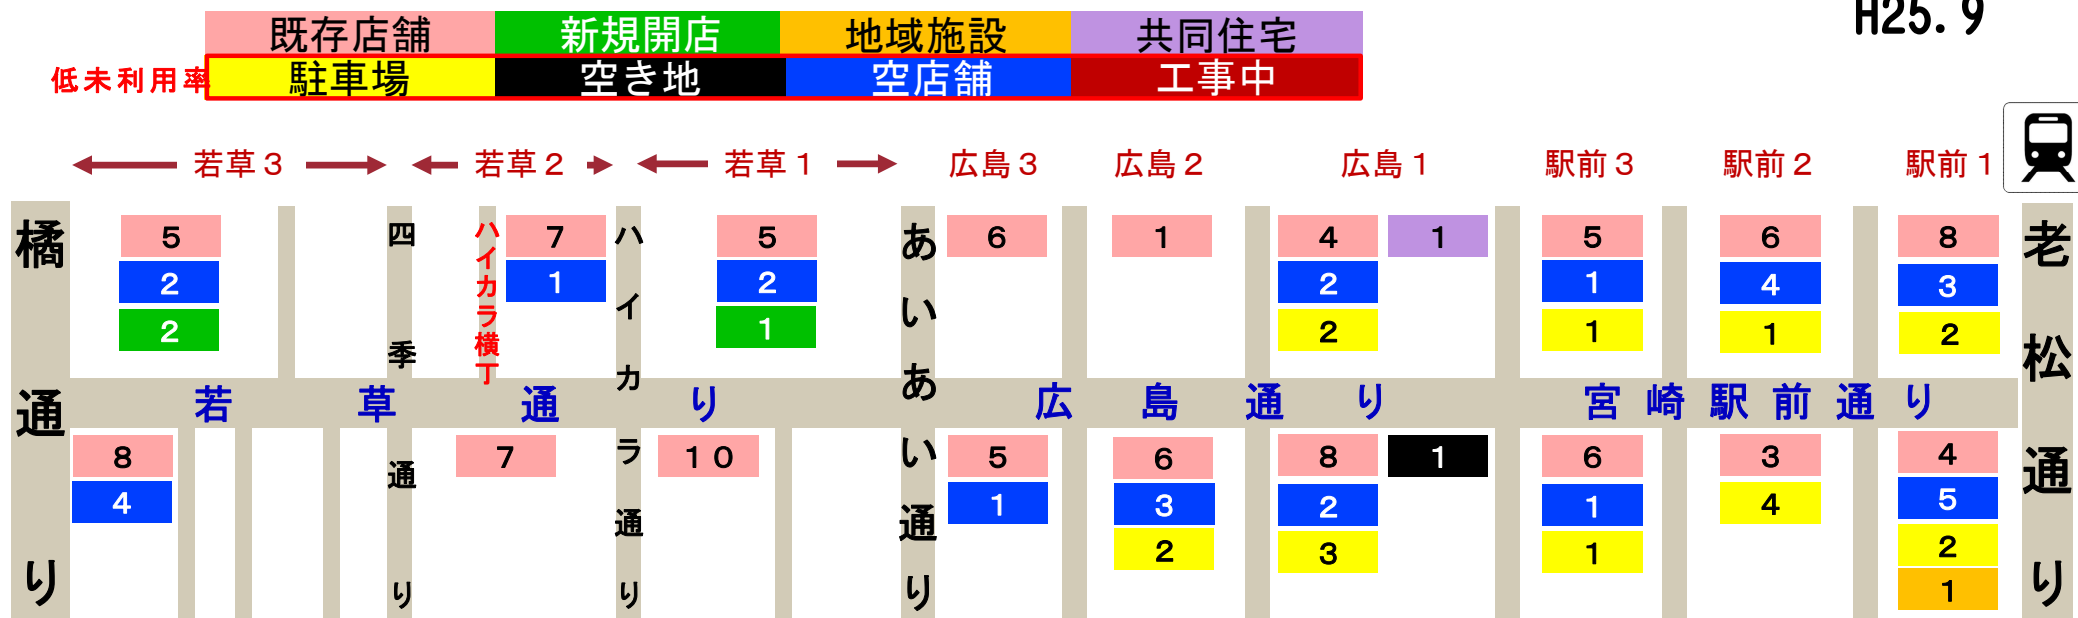 H25.9
既存店舗 新規開店 地域施設 共同住宅
低未利用率 駐車場 空き地 空店舗 工事中
若草３ 若草２ 若草１ 広島３ 広島２ 広島１ 駅前３ 駅前２ 駅前１
橘通り
四季通り
ハイカラ横丁
ハイカラ通り
あいあい通り
老松通り
５ ７ ５ ６ １ ４ １ ５ ６ ８
２ １ ２ ２ １ ４ ３
２ １ ２ １ １ ２
若草通り 広島通り 宮崎駅前通り
８ ７ １０ ５ ６ ８ １ ６ ３ ４
４ １ ３ ２ １ ４ ５
２ ３ １ ２
１